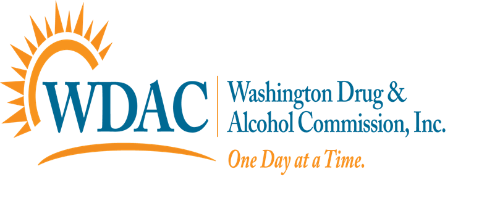 WDAC
Washington Drug &
Alcohol Commission, Inc.
One Day at a Time.